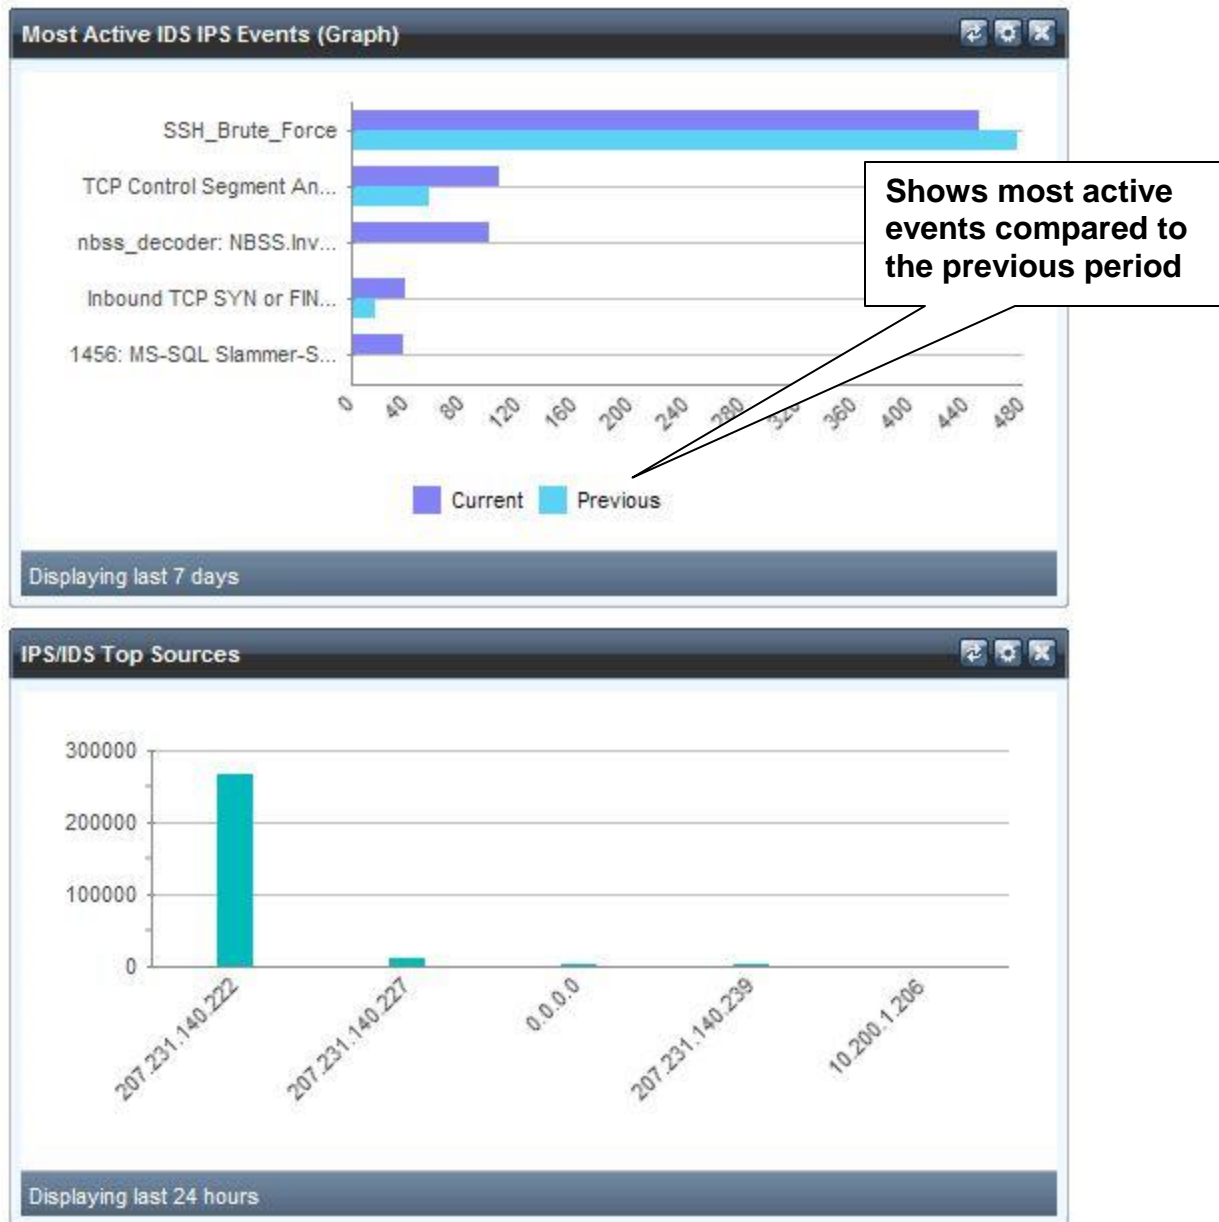 Most Active IDS IPS Events (Graph)
SSH_Brute_Force
TCP Control Segment An...
nbss_decoder: NBSS.Inv...
Inbound TCP SYN or FIN...
1456: MS-SQL Slammer-S...
0 40 80 120 160 200 240 280 320 360 400 440 480
Shows most active
events compared to
the previous period
Current Previous
Displaying last 7 days
IPS/IDS Top Sources
300000
200000
100000
0
207.231.140.222 207.231.140.227 0.0.0.0 207.231.140.239 10.200.1.206
Displaying last 24 hours